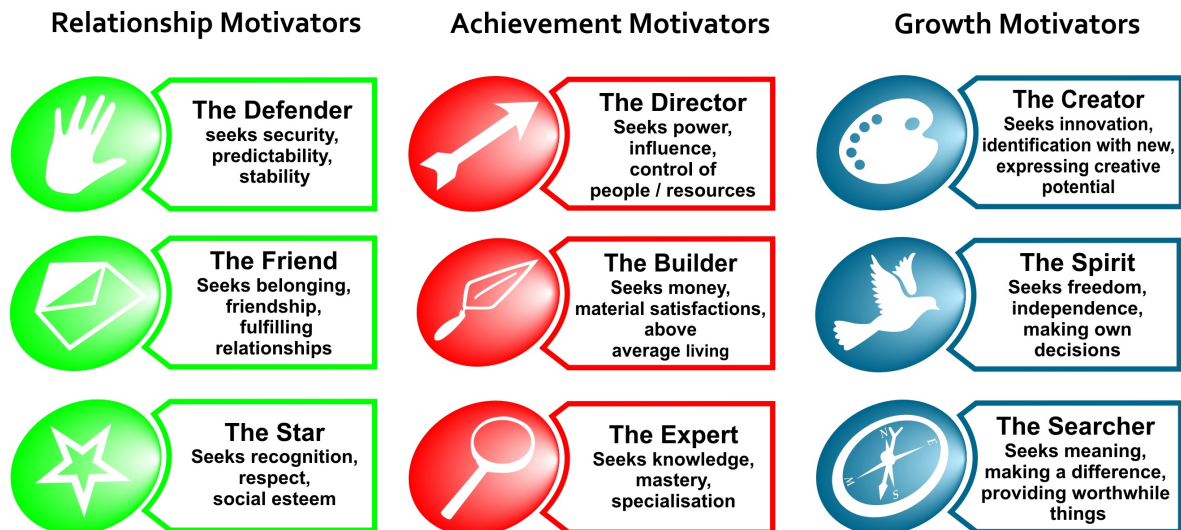 Relationship Motivators
The Defender
seeks security,
predictability,
stability
The Friend
Seeks belonging,
friendship,
fulfilling
relationships
The Star
Seeks recognition,
respect,
social esteem
Achievement Motivators
The Director
Seeks power,
influence,
control of
people / resources
The Builder
Seeks money,
material satisfactions,
above
average living
The Expert
Seeks knowledge,
mastery,
specialisation
Growth Motivators
The Creator
Seeks innovation,
identification with new,
expressing creative
potential
The Spirit
Seeks freedom,
independence,
making own
decisions
The Searcher
Seeks meaning,
making a difference,
providing worthwhile
things
N
E
S
W